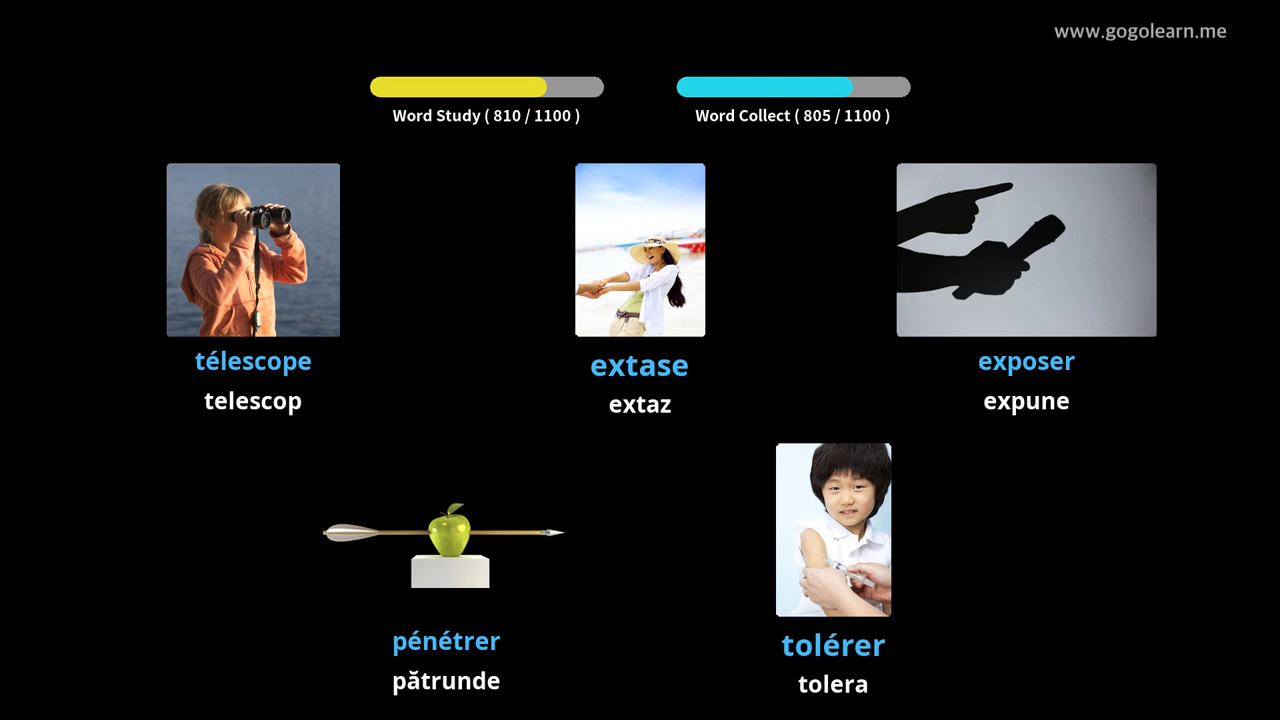 www.gogolearn.me
Word Study ( 810 / 1100 )
Word Collect ( 805 / 1100 )
télescope
telescop
extase
extaz
exposer
expune
pénétrer
pătrunde
tolérer
tolera